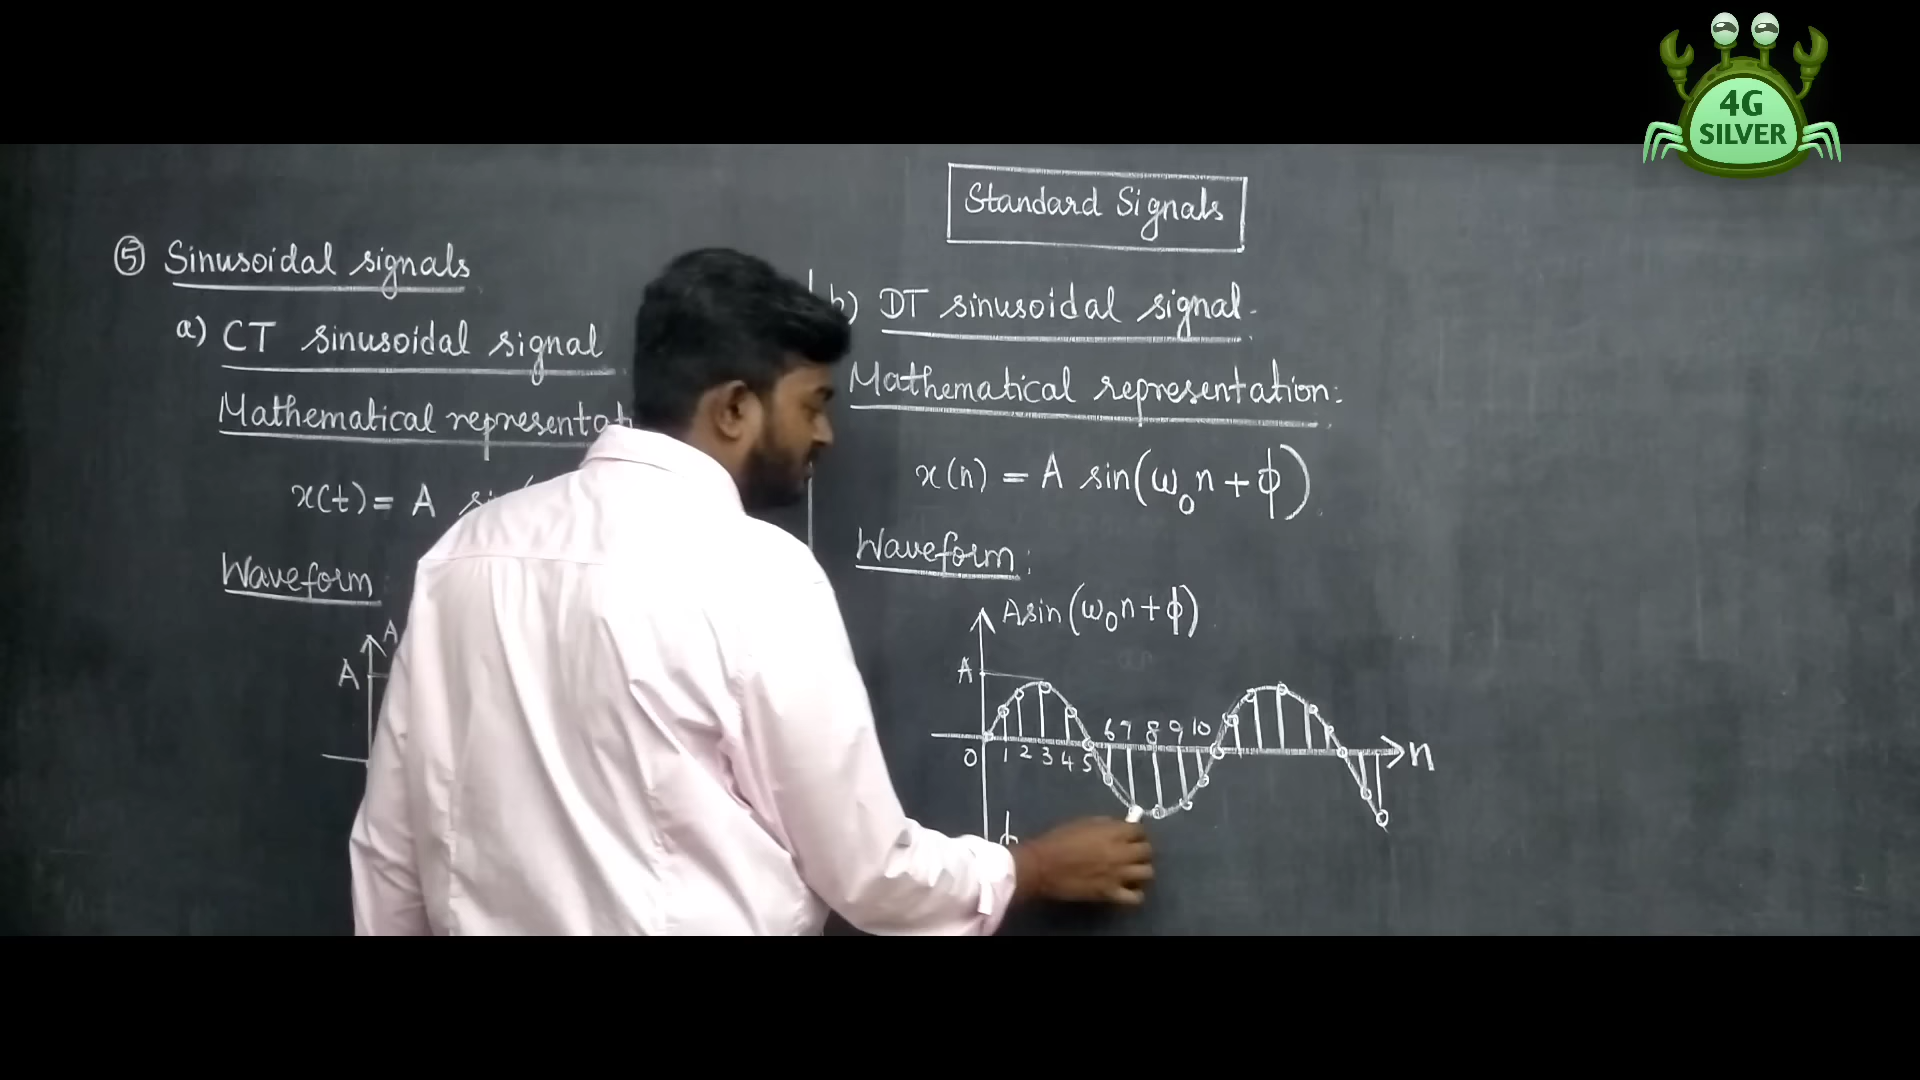 4G
SILVER
Standard Signals
⑤ Sinusoidal signals
a) CT sinusoidal signal
Mathematical
x(t) = A
Waveform
A
A
b) DT sinusoidal signal.
Mathematical representation:
x(n) = A sin(ω₀n+ϕ)
Waveform:
Asin(ω₀n+ϕ)
A
6 7 8 9 10
0 1 2 3 4 5
n